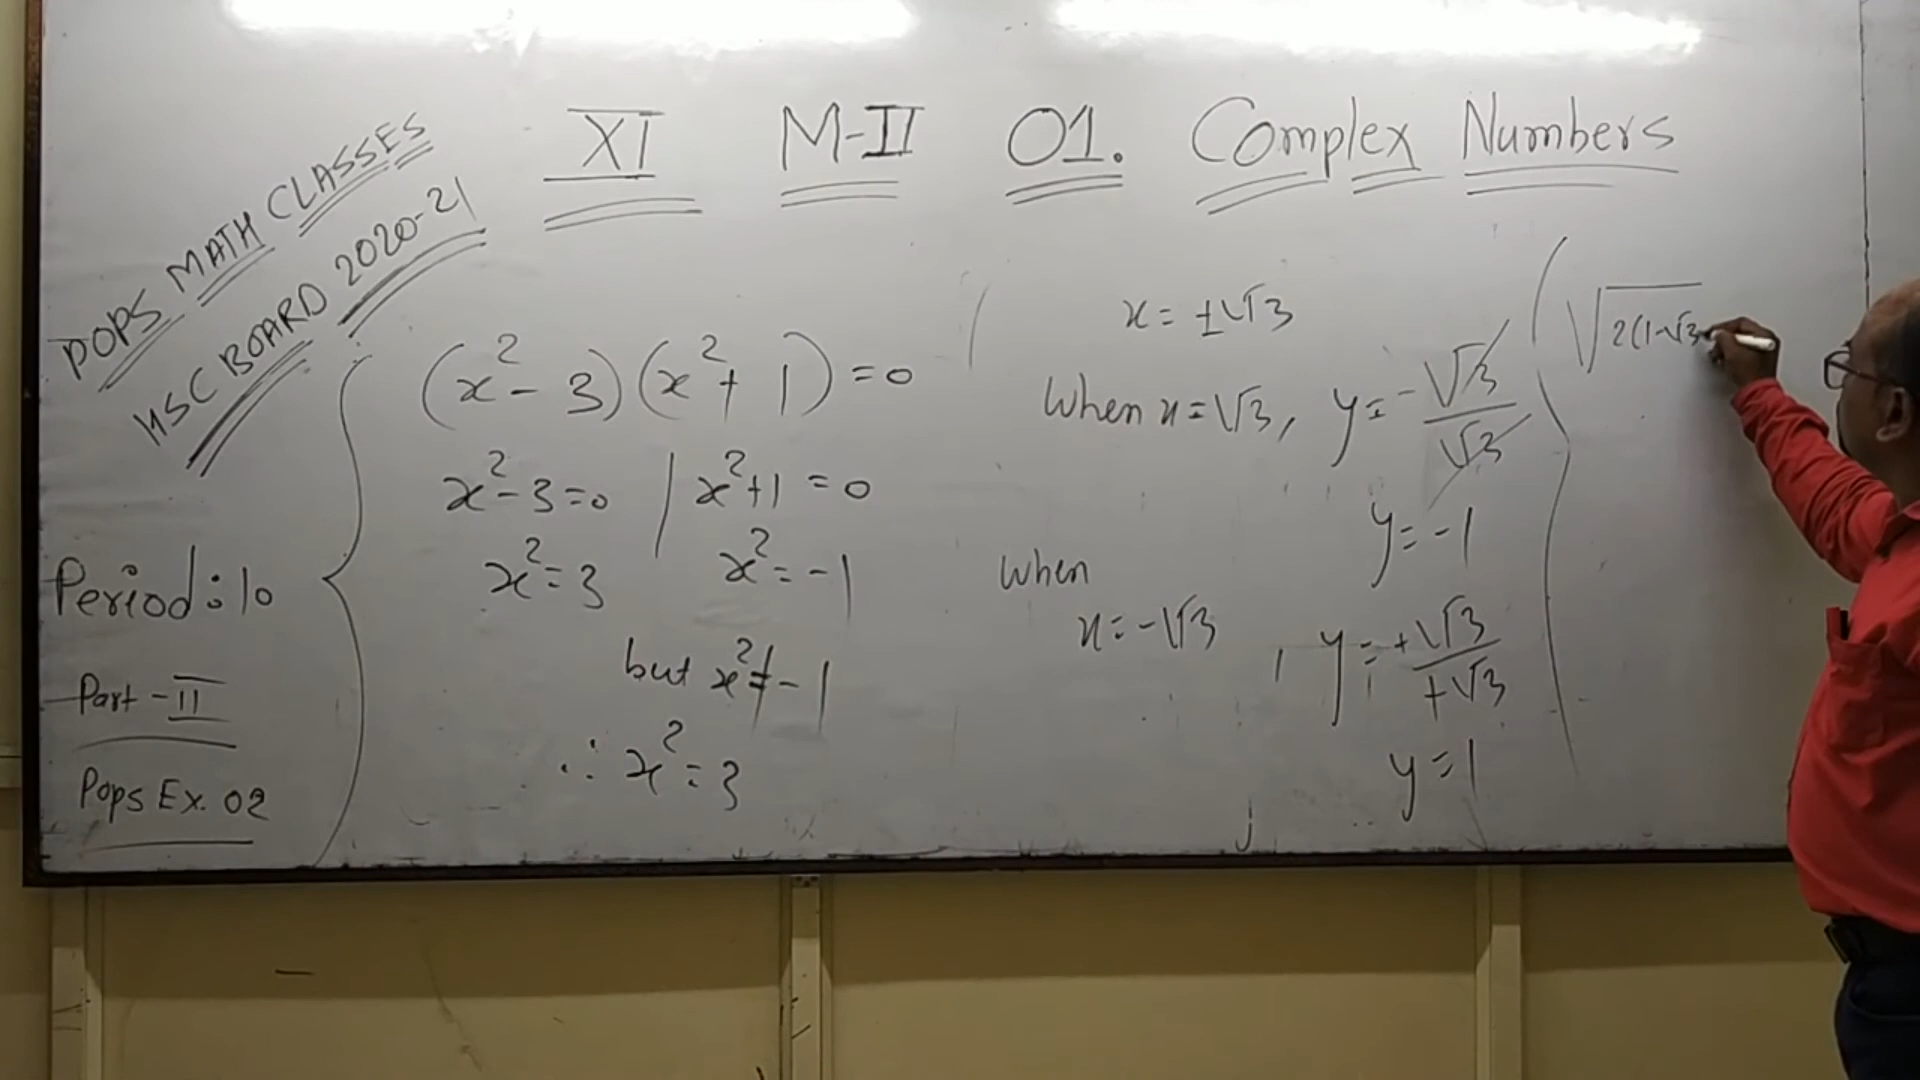 XI M-II 01. Complex Numbers
POPS MATH CLASSES
HSC BOARD 2020-21
Period: 10
Part-II
Pops Ex. 02
(x²-3)(x²+1)=0
x²-3=0 | x²+1=0
x²=3 x²=-1
but x²≠-1
∴ x²=3
x=±√3
When x=√3, y=-√3/√3
y=-1
When
x=-√3, y=+√3/+√3
y=1
√2(1-√3